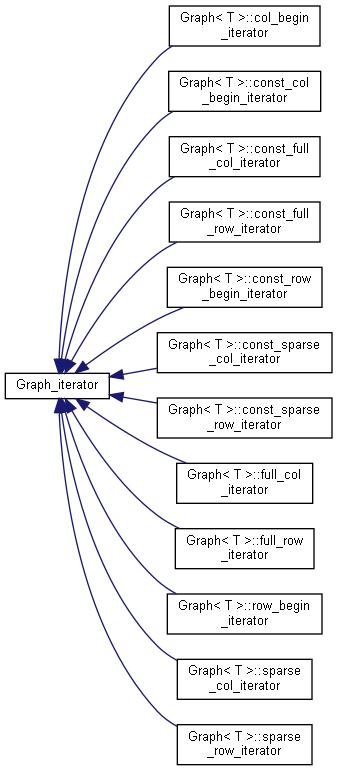 Graph< T >::col_begin
_iterator
Graph< T >::const_col
_begin_iterator
Graph< T >::const_full
_col_iterator
Graph< T >::const_full
_row_iterator
Graph< T >::const_row
_begin_iterator
Graph< T >::const_sparse
_col_iterator
Graph_iterator
Graph< T >::const_sparse
_row_iterator
Graph< T >::full_col
_iterator
Graph< T >::full_row
_iterator
Graph< T >::row_begin
_iterator
Graph< T >::sparse
_col_iterator
Graph< T >::sparse
_row_iterator